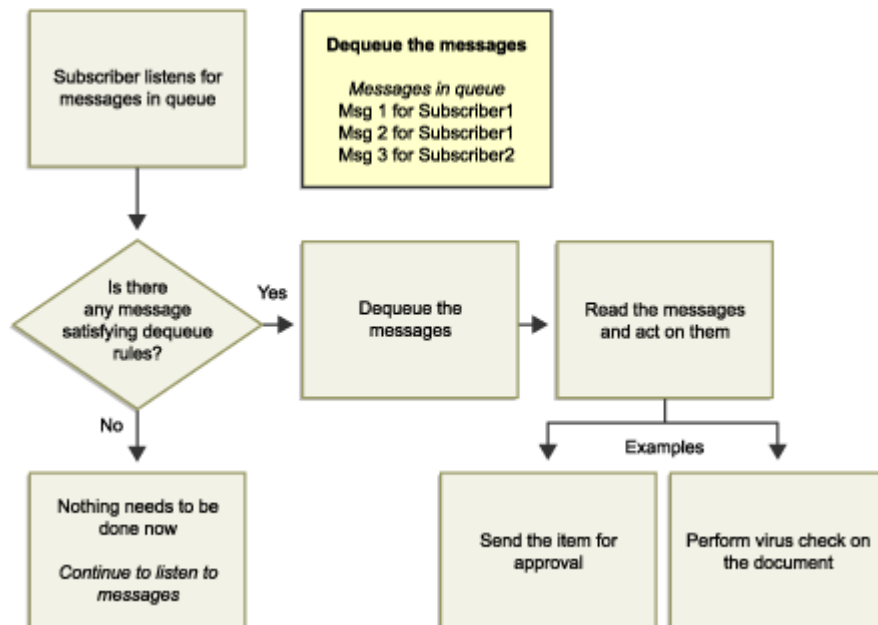 Subscriber listens for
messages in queue
Dequeue the messages
Messages in queue
Msg 1 for Subscriber1
Msg 2 for Subscriber1
Msg 3 for Subscriber2
Is there
any message
satisfying dequeue
rules?
Yes
Dequeue the
messages
Read the messages
and act on them
No
Examples
Nothing needs to be
done now
Continue to listen to
messages
Send the item for
approval
Perform virus check on
the document